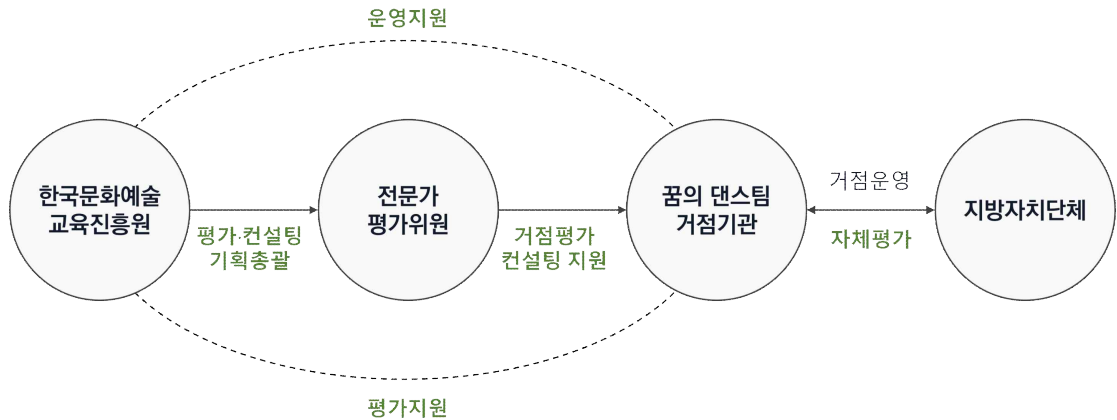 운영지원
한국문화예술
교육진흥원
평가·컨설팅
기획총괄
전문가
평가위원
거점평가
컨설팅 지원
꿈의 댄스팀
거점기관
거점운영
자체평가
지방자치단체
평가지원